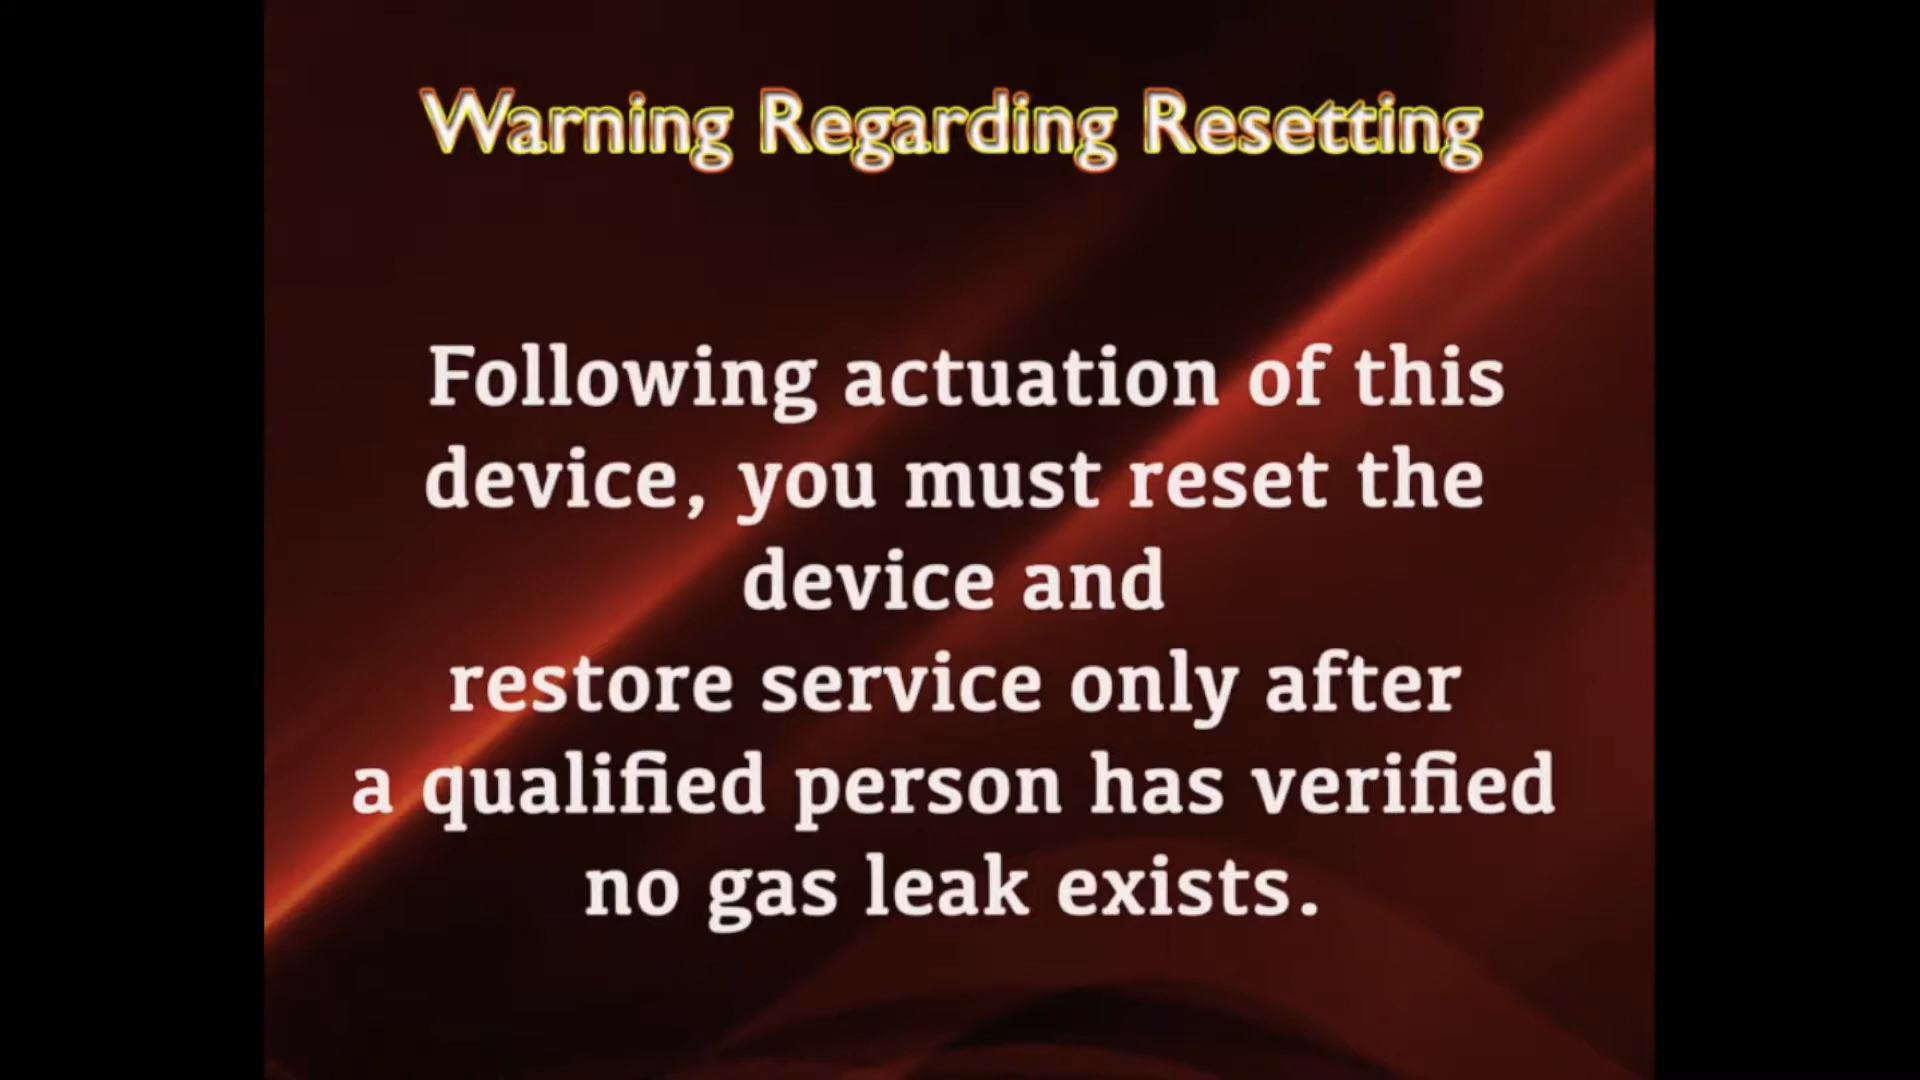 Warning Regarding Resetting
Following actuation of this
device, you must reset the
device and
restore service only after
a qualified person has verified
no gas leak exists.